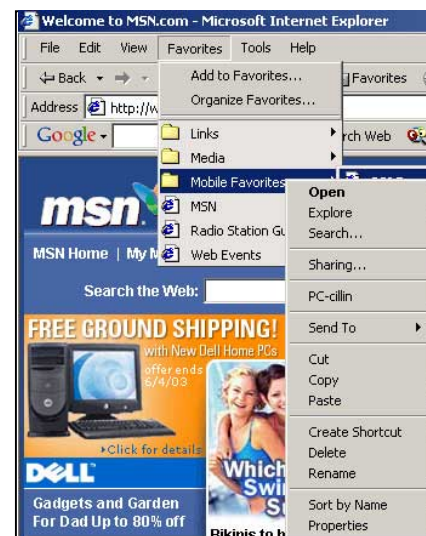 Welcome to MSN.com - Microsoft Internet Explorer
File Edit View Favorites Tools Help
Back Add to Favorites... Favorites
Address http://w Organize Favorites...
Google Links rch Web
Media
Mobile Favorites
msn MSN Open
Radio Station Gu Explore
MSN Home | My M Web Events Search...
Sharing...
Search the Web: PC-cillin
FREE GROUND SHIPPING! Send To
with New Dell Home PCs
offer ends Cut
6/4/03 Copy
Paste
Create Shortcut
Click for details Delete
DELL Which Rename
Swi
Gadgets and Garden Su Sort by Name
For Dad Up to 80% off Properties
Bikinis to h